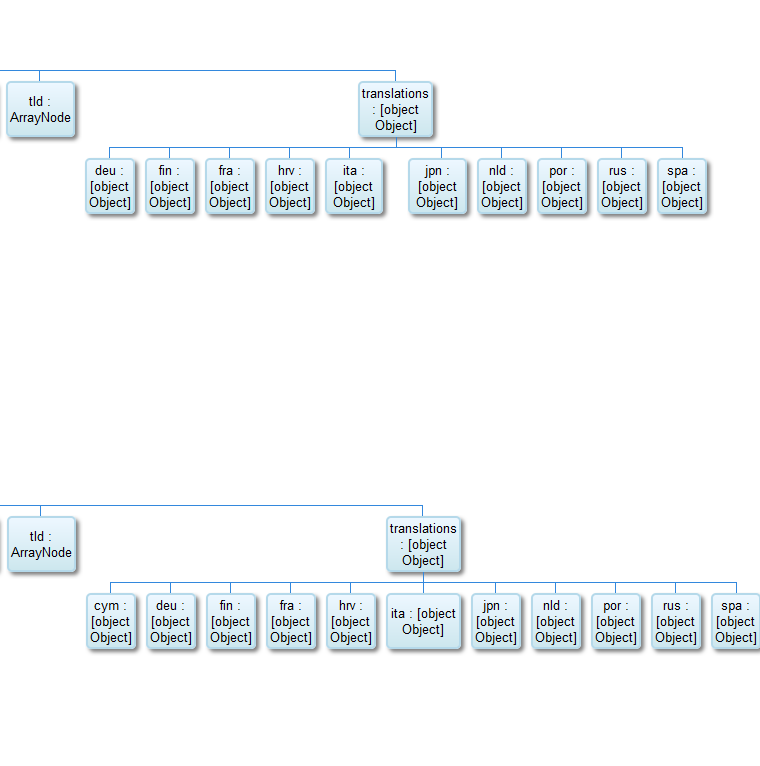 tld :
ArrayNode
translations
: [object
Object]
deu :
[object
Object]
fin :
[object
Object]
fra :
[object
Object]
hrv :
[object
Object]
ita :
[object
Object]
jpn :
[object
Object]
nld :
[object
Object]
por :
[object
Object]
rus :
[object
Object]
spa :
[object
Object]
tld :
ArrayNode
translations
: [object
Object]
cym :
[object
Object]
deu :
[object
Object]
fin :
[object
Object]
fra :
[object
Object]
hrv :
[object
Object]
ita : [object
Object]
jpn :
[object
Object]
nld :
[object
Object]
por :
[object
Object]
rus :
[object
Object]
spa :
[object
Object]